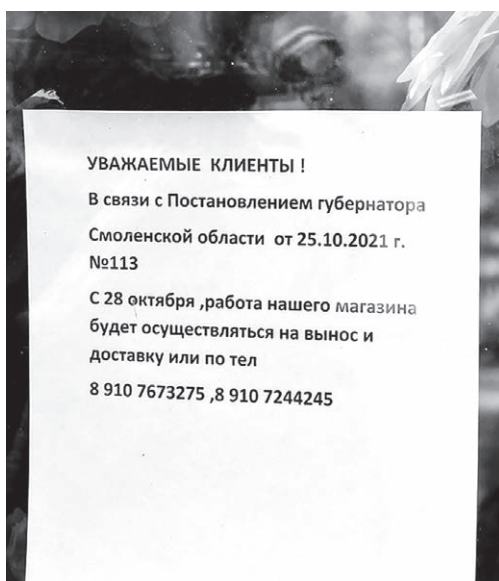 УВАЖАЕМЫЕ КЛИЕНТЫ !
В связи с Постановлением губернатора
Смоленской области от 25.10.2021 г.
№113
С 28 октября ,работа нашего магазина
будет осуществляться на вынос и
доставку или по тел
8 910 7673275 ,8 910 7244245